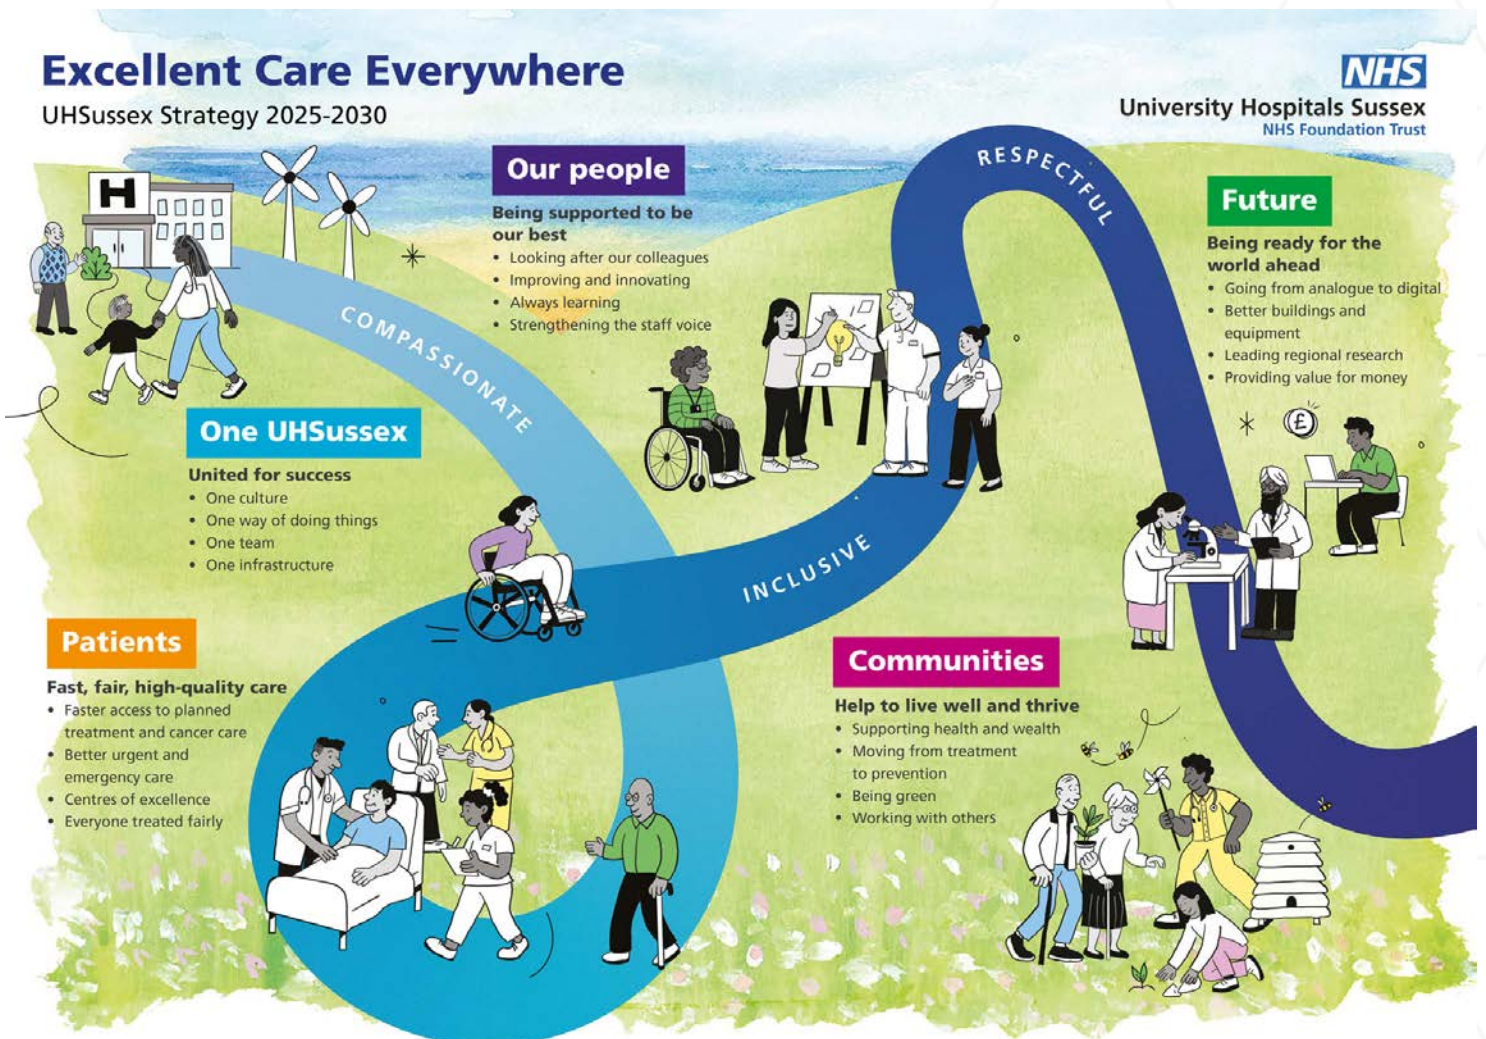 Excellent Care Everywhere
UHSussex Strategy 2025-2030
NHS
University Hospitals Sussex
NHS Foundation Trust
H
COMPASSIONATE
Our people
Being supported to be
our best
• Looking after our colleagues
• Improving and innovating
• Always learning
• Strengthening the staff voice
RESPECTFUL
Future
Being ready for the
world ahead
• Going from analogue to digital
• Better buildings and
equipment
• Leading regional research
• Providing value for money
£
One UHSussex
United for success
• One culture
• One way of doing things
• One team
• One infrastructure
INCLUSIVE
Patients
Fast, fair, high-quality care
• Faster access to planned
treatment and cancer care
• Better urgent and
emergency care
• Centres of excellence
• Everyone treated fairly
Communities
Help to live well and thrive
• Supporting health and wealth
• Moving from treatment
to prevention
• Being green
• Working with others